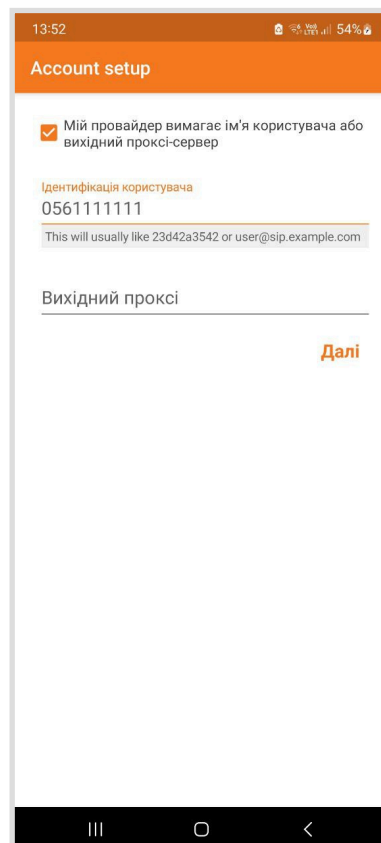 13:52 54%
Account setup
Мій провайдер вимагає ім'я користувача або
вихідний проксі-сервер
Ідентифікація користувача
0561111111
This will usually like 23d42a3542 or user@sip.example.com
Вихідний проксі
Далі